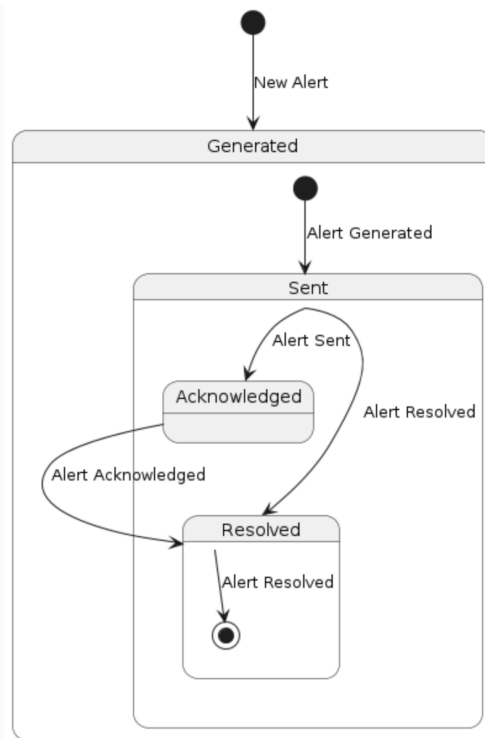 New Alert
Generated
Alert Generated
Sent
Alert Sent
Acknowledged
Alert Resolved
Alert Acknowledged
Resolved
Alert Resolved